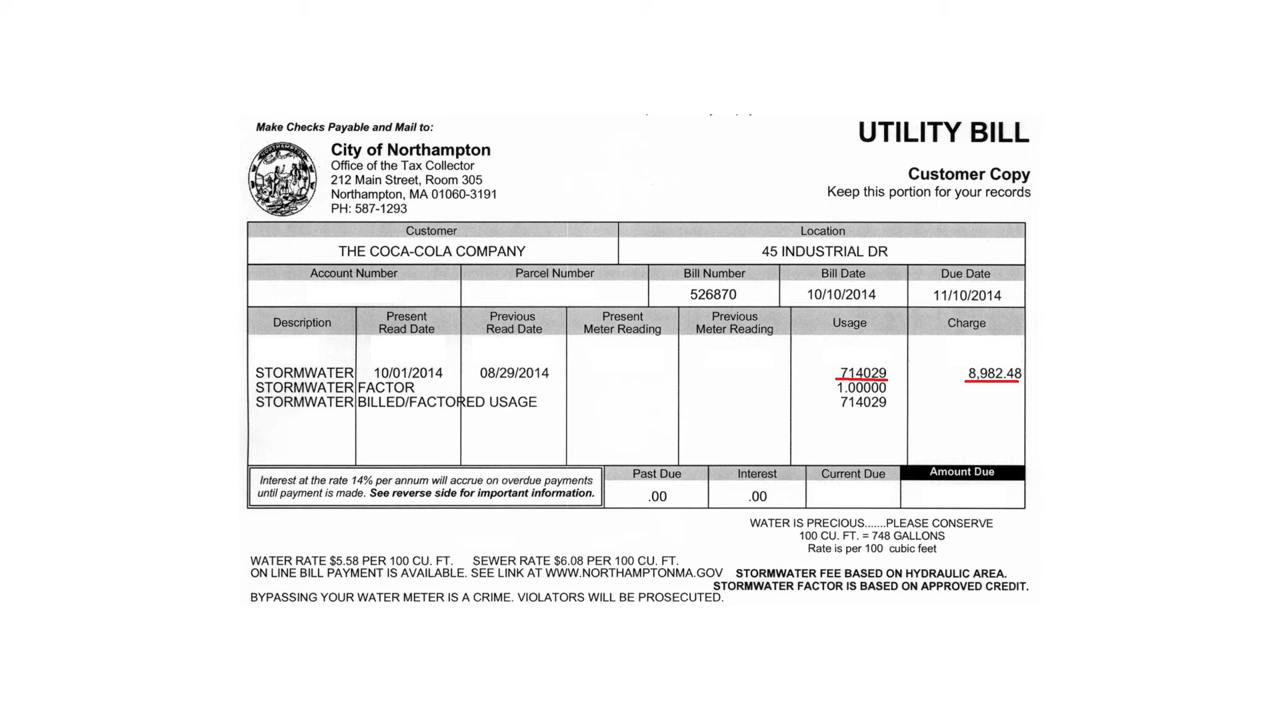 Make Checks Payable and Mail to:
UTILITY BILL
City of Northampton
Office of the Tax Collector
212 Main Street, Room 305
Northampton, MA 01060-3191
PH: 587-1293
Customer Copy
Keep this portion for your records
Customer Location
THE COCA-COLA COMPANY 45 INDUSTRIAL DR
Account Number Parcel Number Bill Number Bill Date Due Date
526870 10/10/2014 11/10/2014
Description Present Read Date Previous Read Date Present Meter Reading Previous Meter Reading Usage Charge
STORMWATER 10/01/2014 08/29/2014 714029 8,982.48
STORMWATER FACTOR 1.00000
STORMWATER BILLED/FACTORED USAGE 714029
Interest at the rate 14% per annum will accrue on overdue payments
until payment is made. See reverse side for important information.
Past Due Interest Current Due Amount Due
.00 .00
WATER IS PRECIOUS.......PLEASE CONSERVE
100 CU. FT. = 748 GALLONS
Rate is per 100 cubic feet
WATER RATE $5.58 PER 100 CU. FT. SEWER RATE $6.08 PER 100 CU. FT.
ON LINE BILL PAYMENT IS AVAILABLE. SEE LINK AT WWW.NORTHAMPTONMA.GOV
STORMWATER FEE BASED ON HYDRAULIC AREA.
STORMWATER FACTOR IS BASED ON APPROVED CREDIT.
BYPASSING YOUR WATER METER IS A CRIME. VIOLATORS WILL BE PROSECUTED.